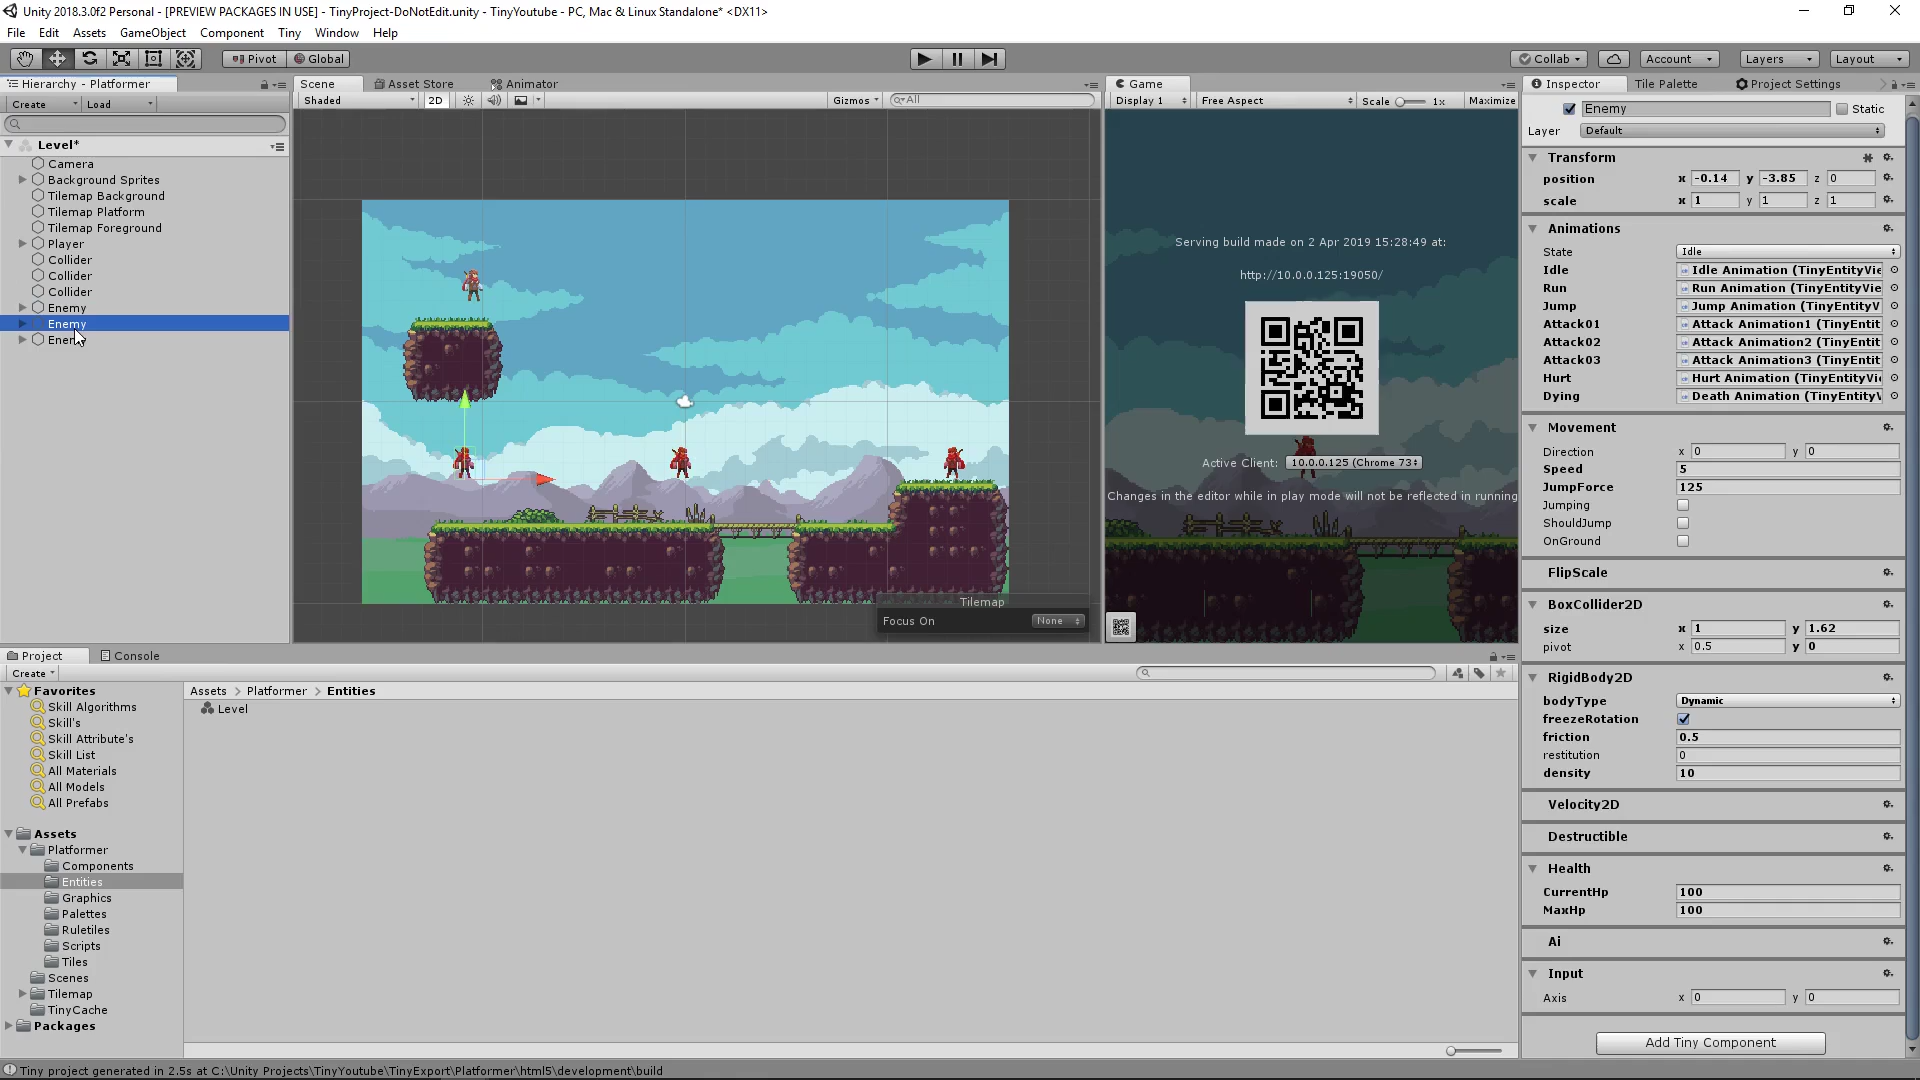 Unity 2018.3.0f2 Personal - [PREVIEW PACKAGES IN USE] - TinyProject-DoNotEdit.unity - TinyYoutube - PC, Mac & Linux Standalone* <DX11>
File Edit Assets GameObject Component Tiny Window Help
Pivot Global Collab Account Layers Layout
Hierarchy - Platformer
Create Load
Level*
Camera
Background Sprites
Tilemap Background
Tilemap Platform
Tilemap Foreground
Player
Collider
Collider
Collider
Enemy
Enemy
Enemy
Scene Asset Store Animator
Shaded 2D Gizmos All
Tilemap
Focus On None
Game
Display 1 Free Aspect Scale 1x Maximize
Serving build made on 2 Apr 2019 15:28:49 at:
http://10.0.0.125:19050/
Active Client: 10.0.0.125 (Chrome 73
Changes in the editor while in play mode will not be reflected in running
Inspector Tile Palette Project Settings
Enemy Static
Layer Default
Transform
position x -0.14 y -3.85 z 0
scale x 1 y 1 z 1
Animations
State Idle
Idle Idle Animation (TinyEntityVie
Run Run Animation (TinyEntityVie
Jump Jump Animation (TinyEntityV
Attack01 Attack Animation1 (TinyEntit
Attack02 Attack Animation2 (TinyEntit
Attack03 Attack Animation3 (TinyEntit
Hurt Hurt Animation (TinyEntityVi
Dying Death Animation (TinyEntityV
Movement
Direction x 0 y 0
Speed 5
JumpForce 125
Jumping
ShouldJump
OnGround
FlipScale
BoxCollider2D
size x 1 y 1.62
pivot x 0.5 y 0
RigidBody2D
bodyType Dynamic
freezeRotation
friction 0.5
restitution 0
density 10
Velocity2D
Destructible
Health
CurrentHp 100
MaxHp 100
Ai
Input
Axis x 0 y 0
Add Tiny Component
Project Console
Create
Favorites
Skill Algorithms
Skill's
Skill Attribute's
Skill List
All Materials
All Models
All Prefabs
Assets
Platformer
Components
Entities
Graphics
Palettes
Ruletiles
Scripts
Tiles
Scenes
Tilemap
TinyCache
Packages
Assets > Platformer > Entities
Level
Tiny project generated in 2.5s at C:\Unity Projects\TinyYoutube\TinyExport\Platformer\html5\development\build